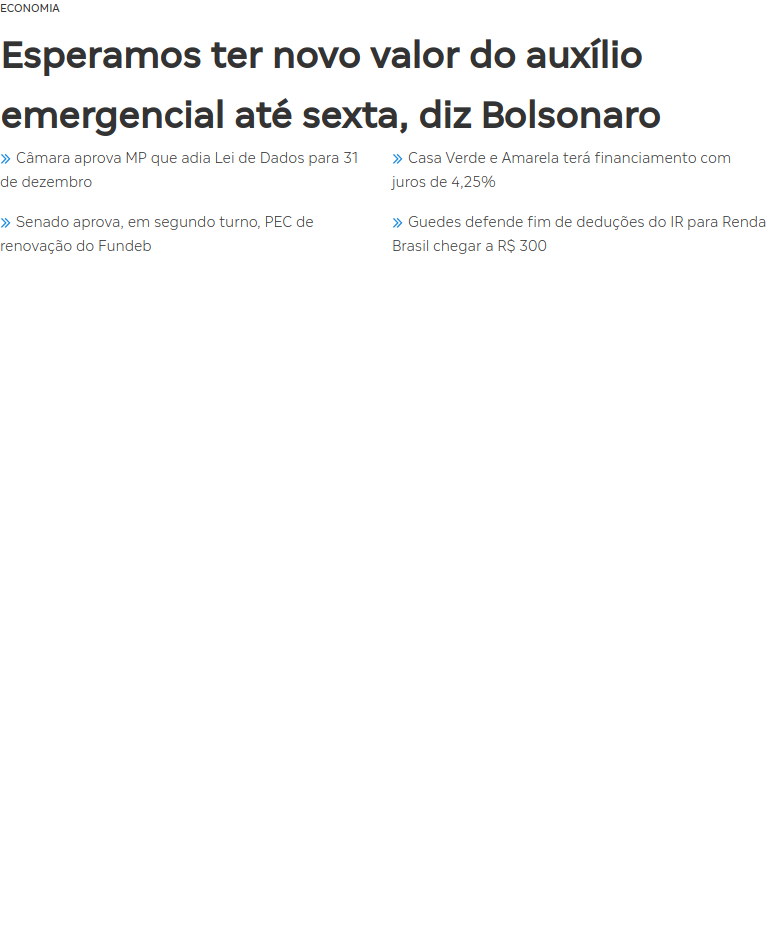 ECONOMIA
Esperamos ter novo valor do auxílio
emergencial até sexta, diz Bolsonaro
» Câmara aprova MP que adia Lei de Dados para 31
de dezembro
» Casa Verde e Amarela terá financiamento com
juros de 4,25%
» Senado aprova, em segundo turno, PEC de
renovação do Fundeb
» Guedes defende fim de deduções do IR para Renda
Brasil chegar a R$ 300